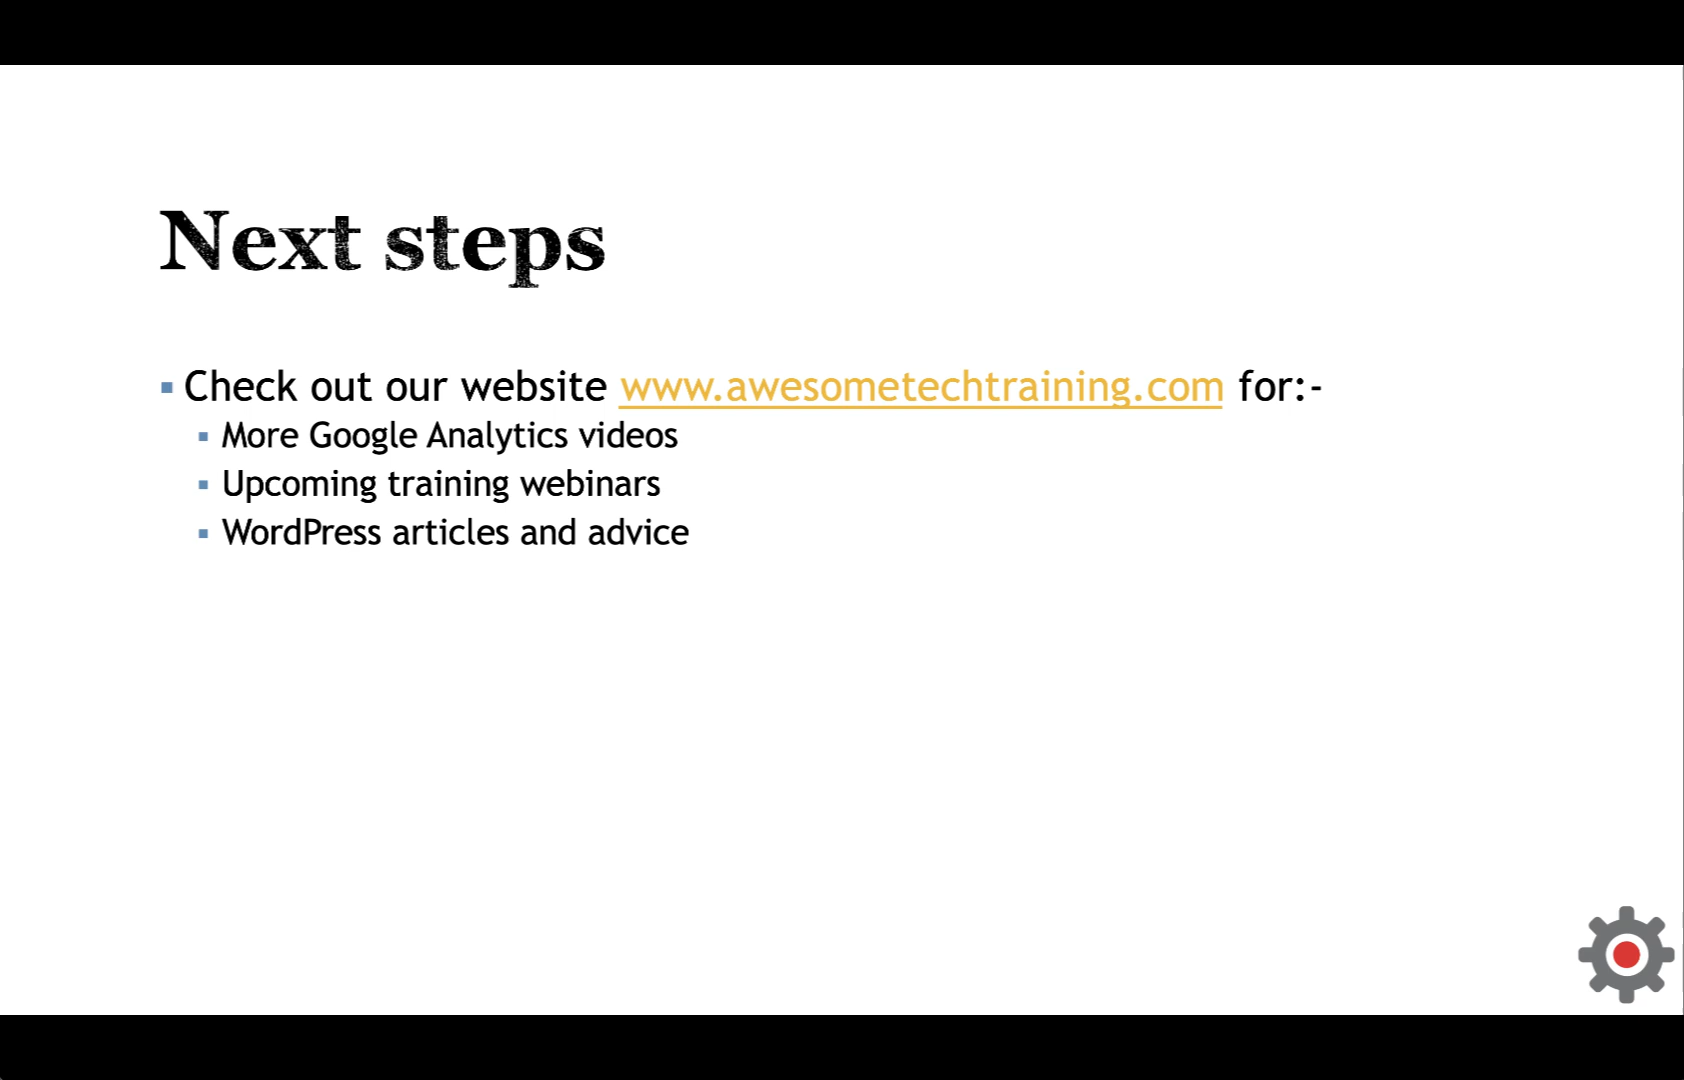 Next steps
Check out our website www.awesometechtraining.com for:-
More Google Analytics videos
Upcoming training webinars
WordPress articles and advice